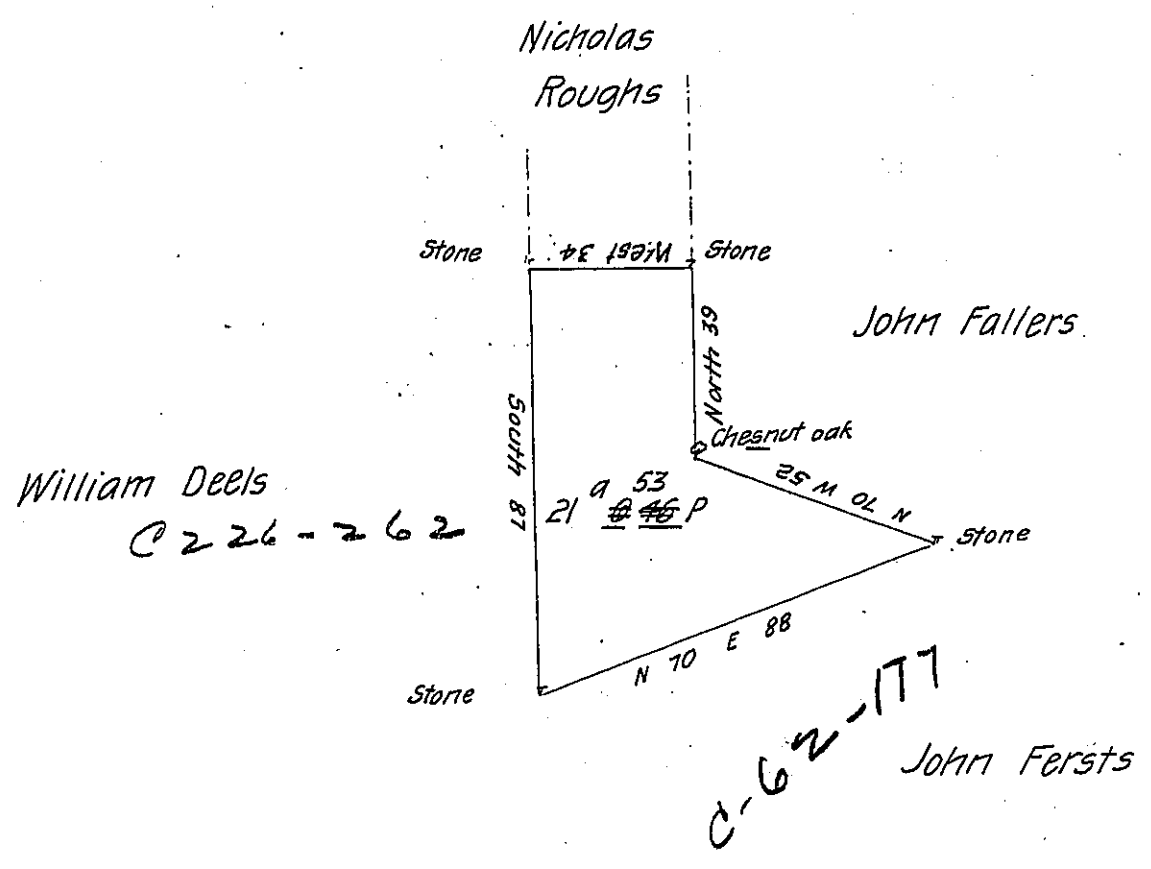 Nicholas
Roughs
Stone
West 34
Stone
North 39
John Fallers
Chesnut oak
South 87
William Deels
C226-262
21 a 53
0 46 P
N 70 W 52
Stone
N 70 E 88
Stone
C-62-177
John Fersts